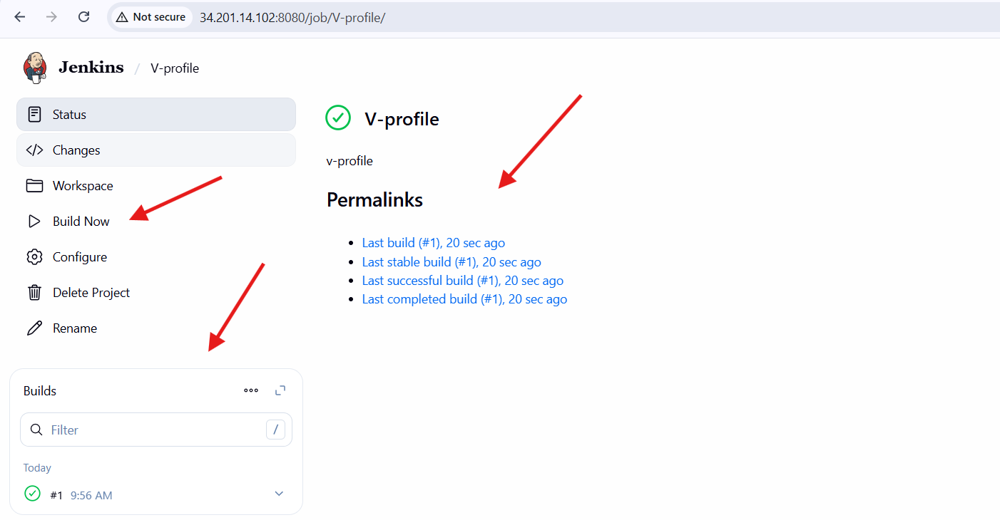 Not secure 34.201.14.102:8080/job/V-profile/
Jenkins / V-profile
Status
Changes
Workspace
Build Now
Configure
Delete Project
Rename
Builds
Filter /
Today
#1 9:56 AM
V-profile
v-profile
Permalinks
Last build (#1), 20 sec ago
Last stable build (#1), 20 sec ago
Last successful build (#1), 20 sec ago
Last completed build (#1), 20 sec ago